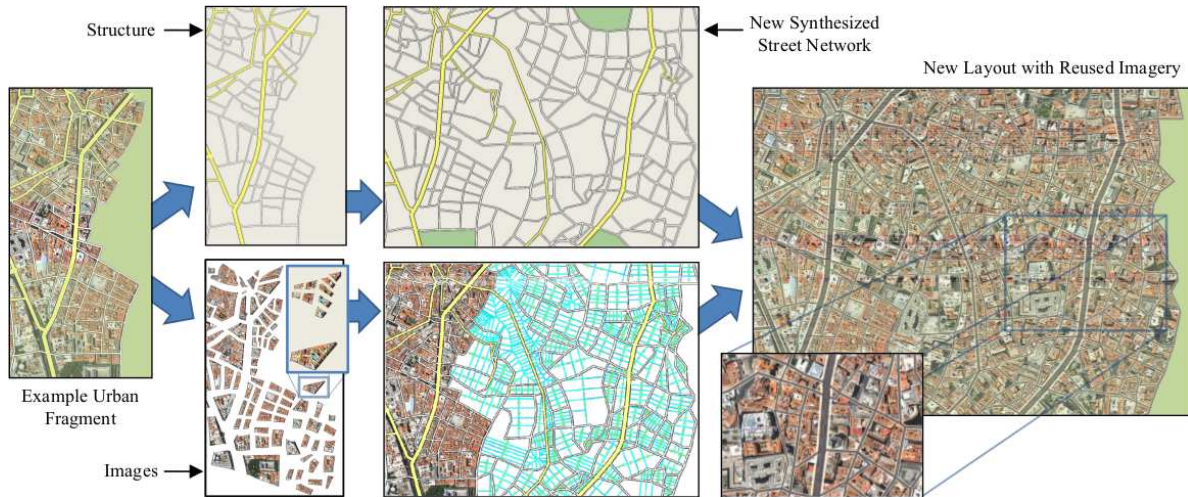 Structure
New Synthesized
Street Network
New Layout with Reused Imagery
Example Urban
Fragment
Images